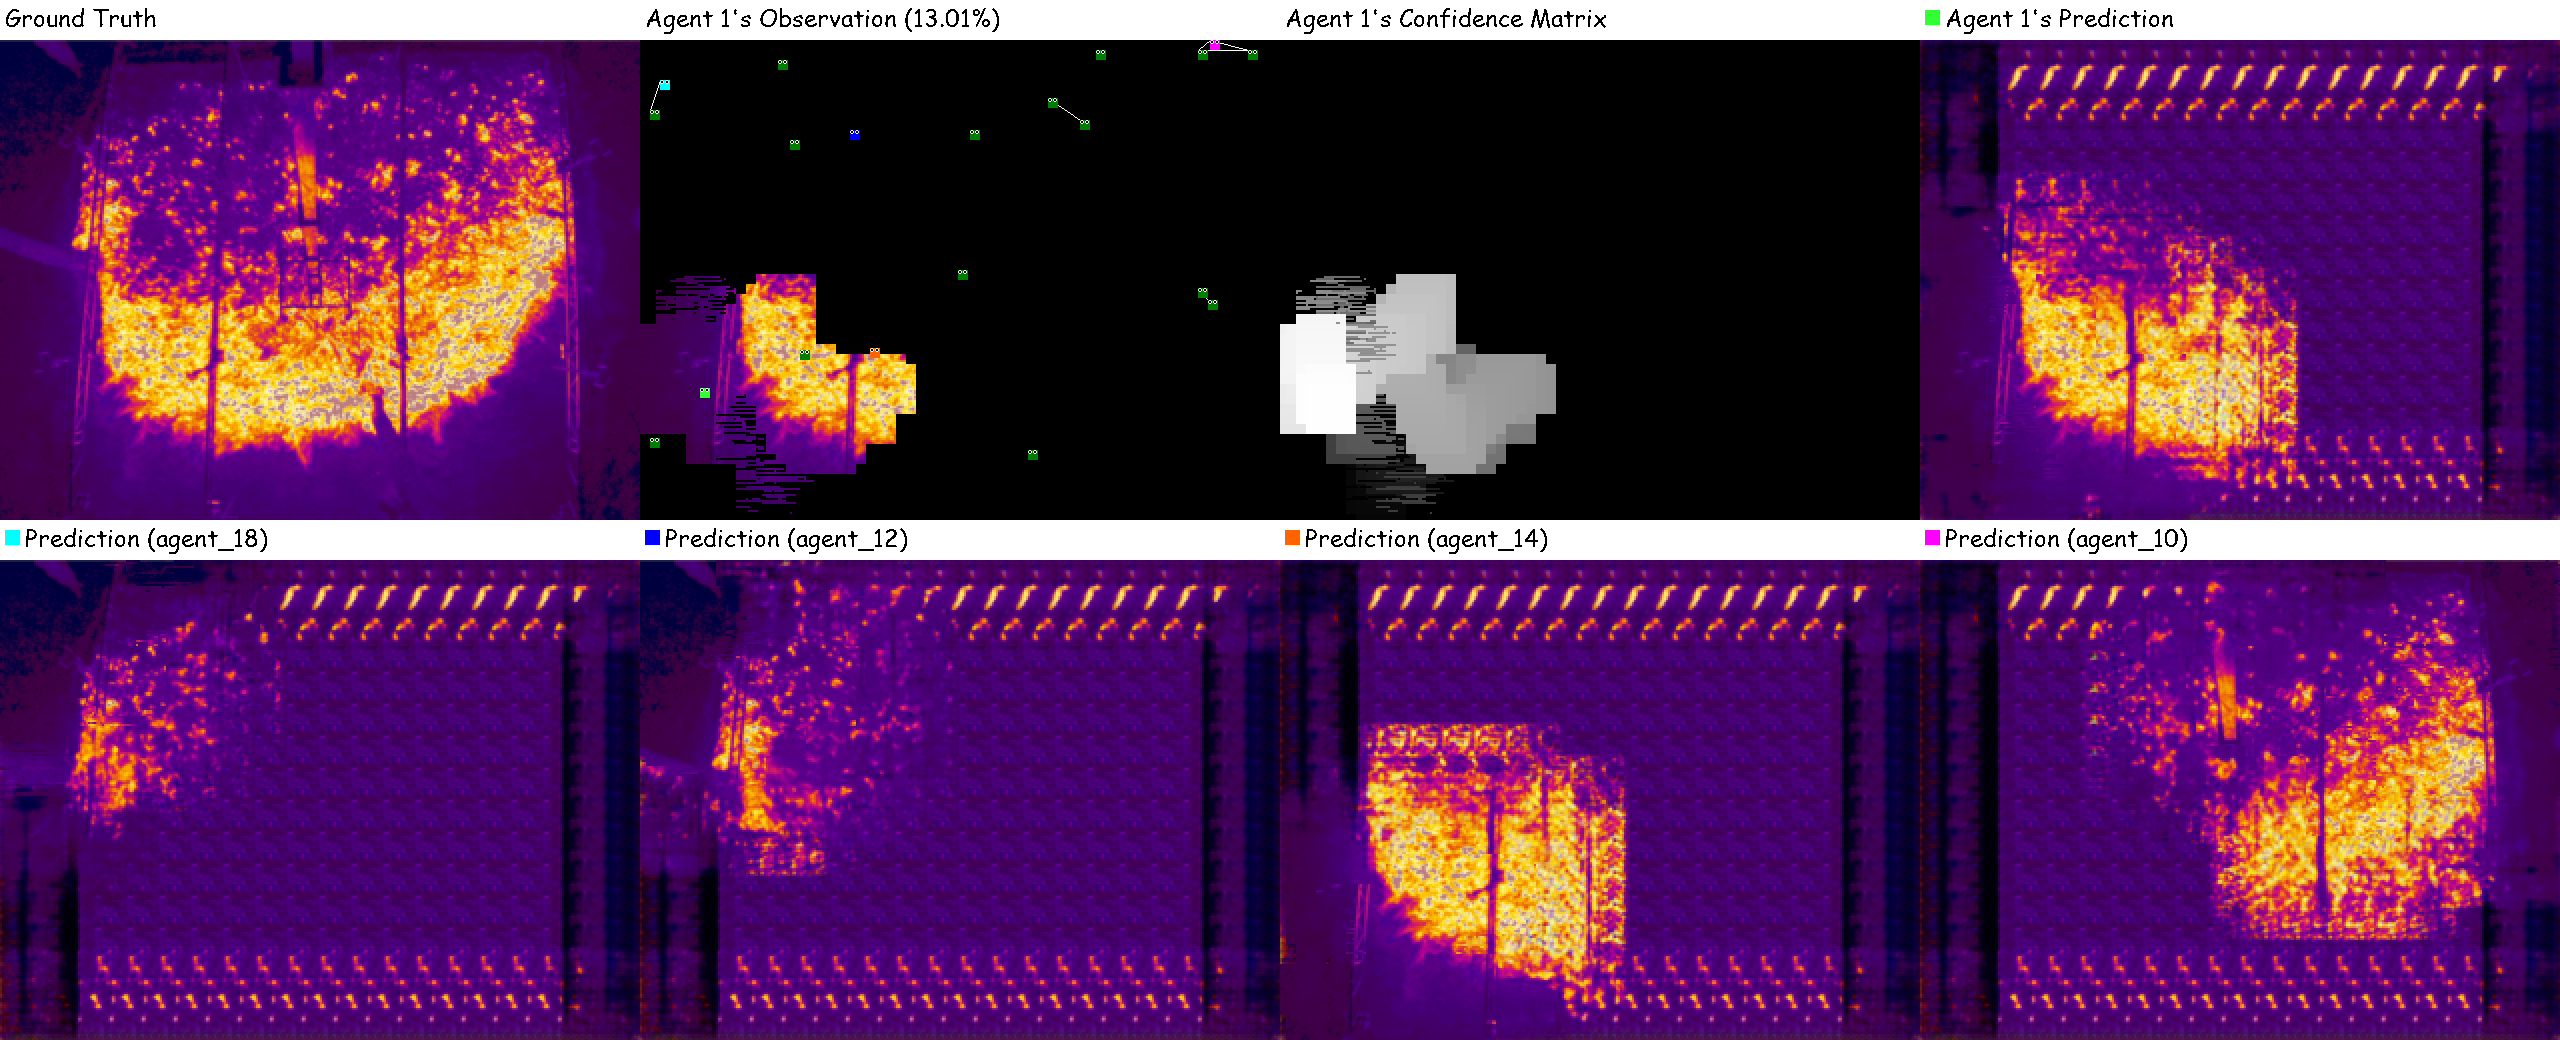 Ground Truth
Agent 1's Observation (13.01%)
Agent 1's Confidence Matrix
Agent 1's Prediction
Prediction (agent_18)
Prediction (agent_12)
Prediction (agent_14)
Prediction (agent_10)